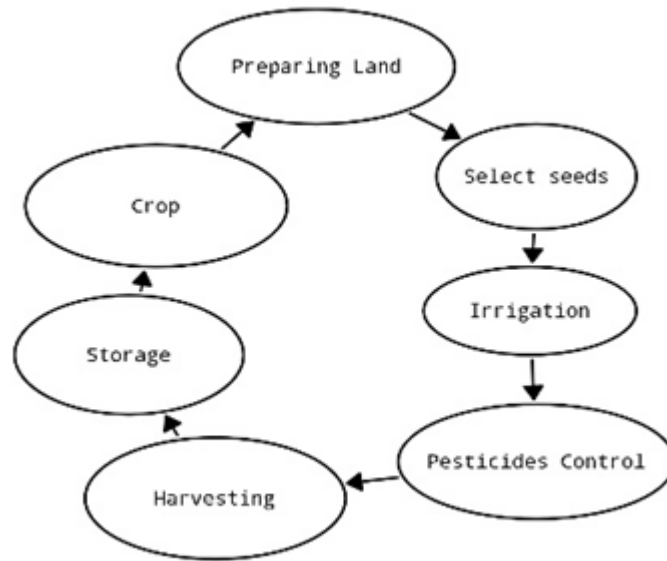 Preparing Land
Select seeds
Irrigation
Pesticides Control
Harvesting
Storage
Crop